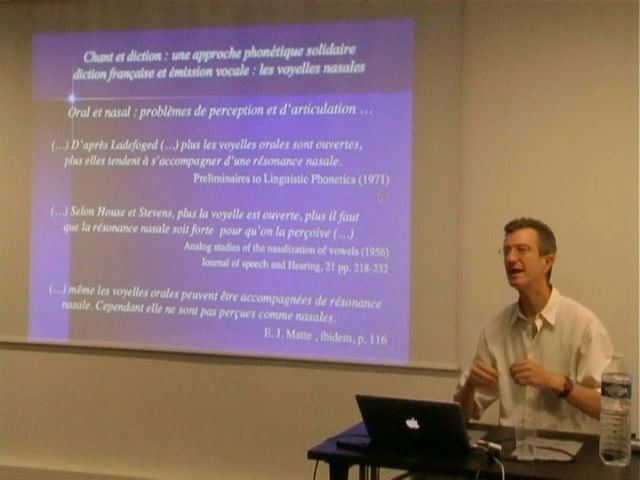 Chant et diction : une approche phonétique solidaire
diction française et émission vocale : les voyelles nasales
Oral et nasal : problèmes de perception et d'articulation …
(…) D'après Ladefoged (…) plus les voyelles orales sont ouvertes,
plus elles tendent à s'accompagner d'une résonance nasale.
Preliminaires to Linguistic Phonetics (1971)
(…) Selon House et Stevens, plus la voyelle est ouverte, plus il faut
que la résonance nasale soit forte pour qu'on la perçoive (…)
Analog studies of the nasalization of vowels (1956)
Journal of speech and Hearing, 21 pp. 218-232
(…) même les voyelles orales peuvent être accompagnées de résonance
nasale. Cependant elle ne sont pas perçues comme nasales.
E. J. Matte , ibidem, p. 116